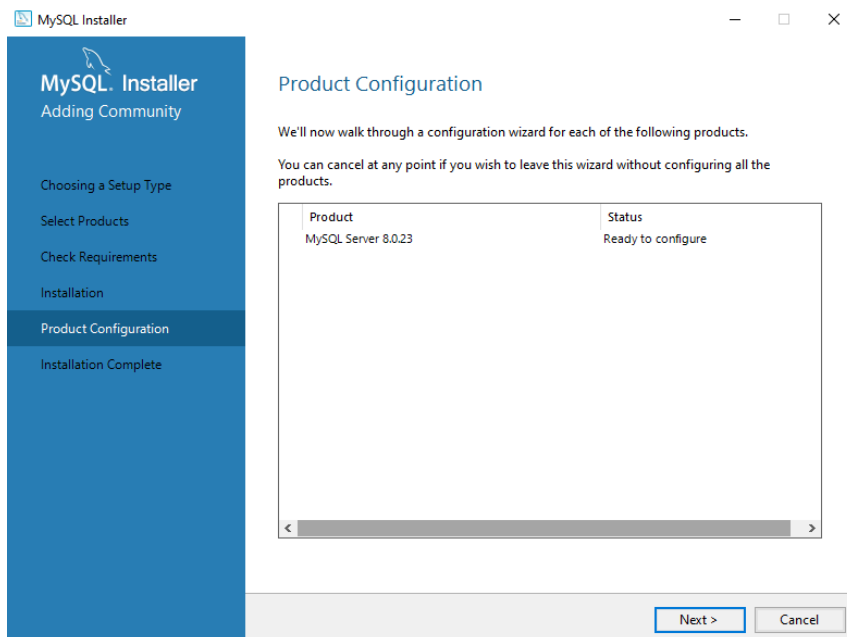 MySQL Installer
MySQL. Installer
Adding Community
Choosing a Setup Type
Select Products
Check Requirements
Installation
Product Configuration
Installation Complete
Product Configuration
We'll now walk through a configuration wizard for each of the following products.
You can cancel at any point if you wish to leave this wizard without configuring all the
products.
Product Status
MySQL Server 8.0.23 Ready to configure
Next > Cancel